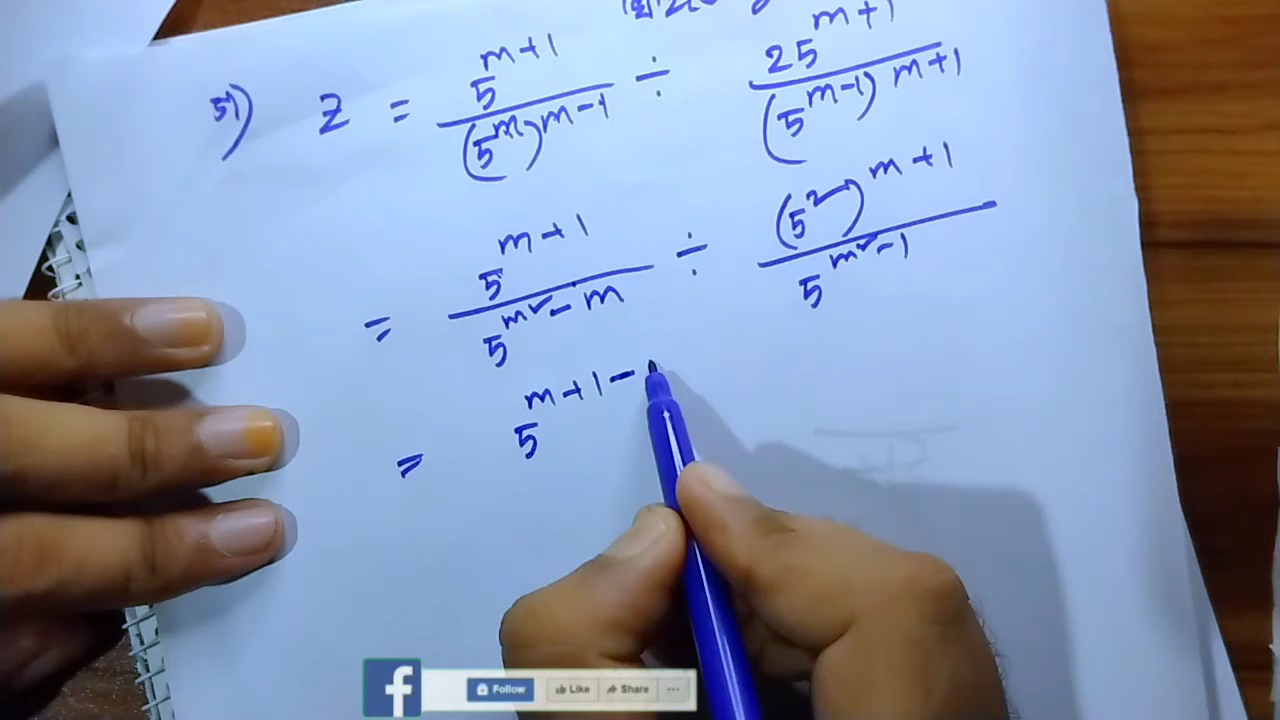 51) z = 5^{m+1} / (5^m)^{m-1} ÷ 25^{m+1} / (5^{m-1})^{m+1}
= 5^{m+1} / 5^{m²-m} ÷ (5²)^{m+1} / 5^{m²-1}
= 5^{m+1-
f Follow Like Share ...